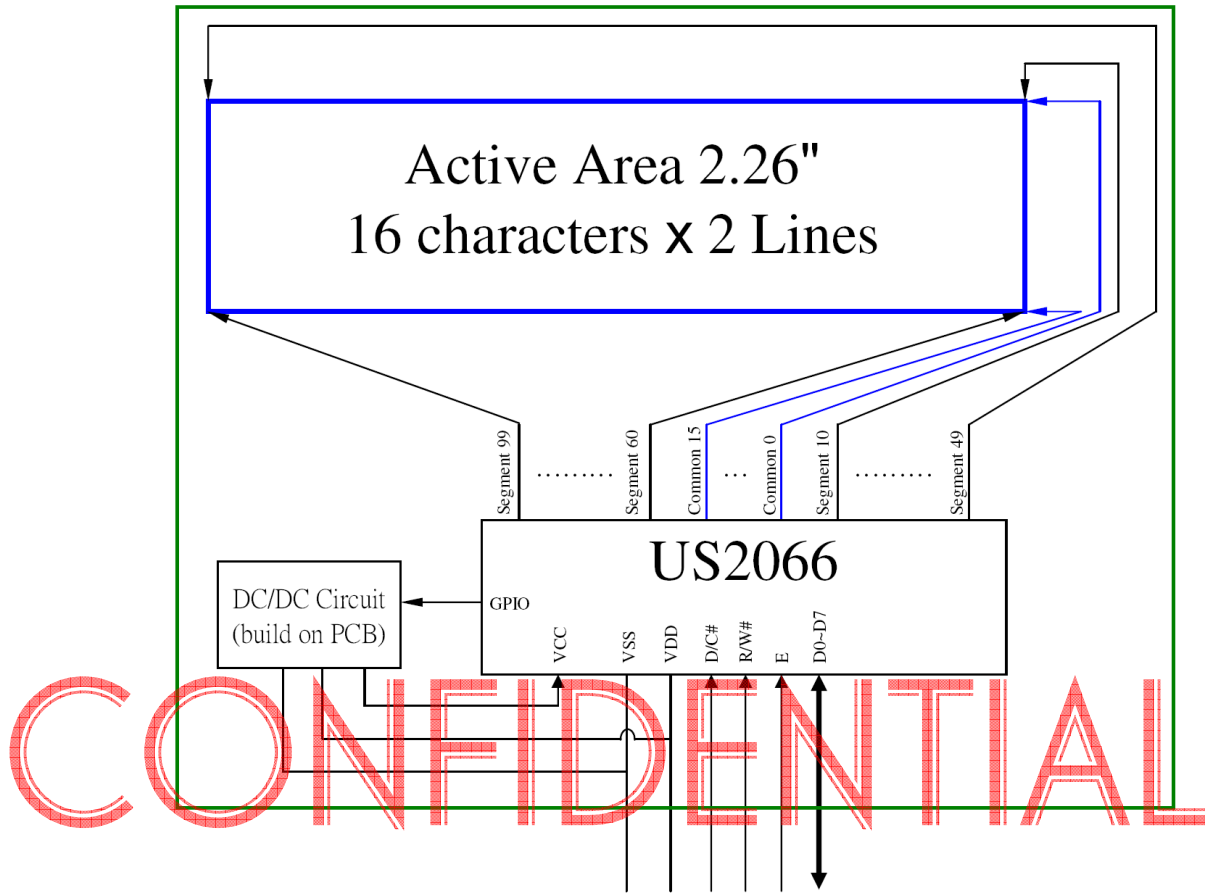 Active Area 2.26"
16 characters x 2 Lines
Segment 99
.........
Segment 60
Common 15
...
Common 0
Segment 10
.........
Segment 49
US2066
DC/DC Circuit
(build on PCB)
GPIO
VCC
VSS
VDD
D/C#
R/W#
E
D0~D7
CONFIDENTIAL